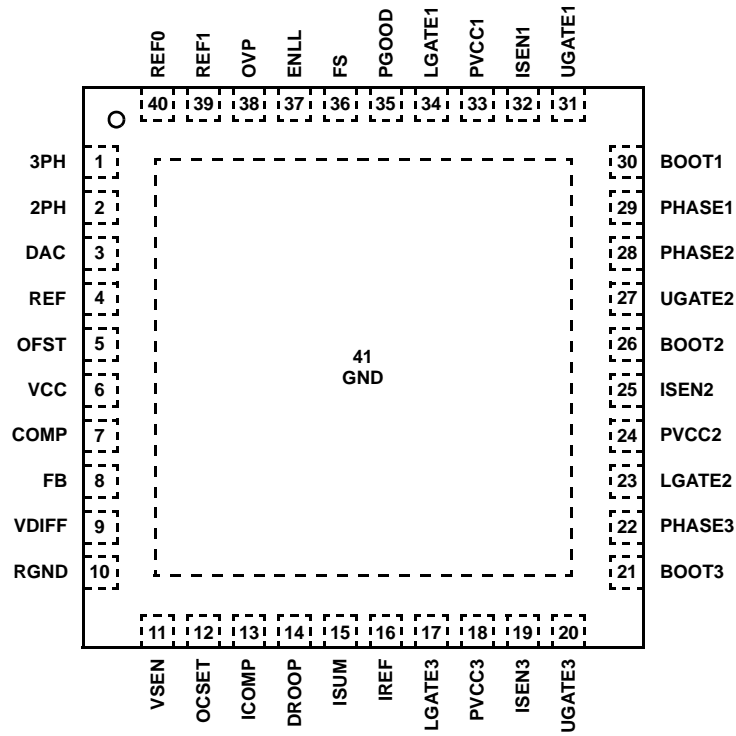 REF0 REF1 OVP ENLL FS PGOOD LGATE1 PVCC1 ISEN1 UGATE1
40 39 38 37 36 35 34 33 32 31
3PH 1 30 BOOT1
2PH 2 29 PHASE1
DAC 3 28 PHASE2
REF 4 27 UGATE2
OFST 5 26 BOOT2
41
GND
VCC 6 25 ISEN2
COMP 7 24 PVCC2
FB 8 23 LGATE2
VDIFF 9 22 PHASE3
RGND 10 21 BOOT3
11 12 13 14 15 16 17 18 19 20
VSEN OCSET ICOMP DROOP ISUM IREF LGATE3 PVCC3 ISEN3 UGATE3